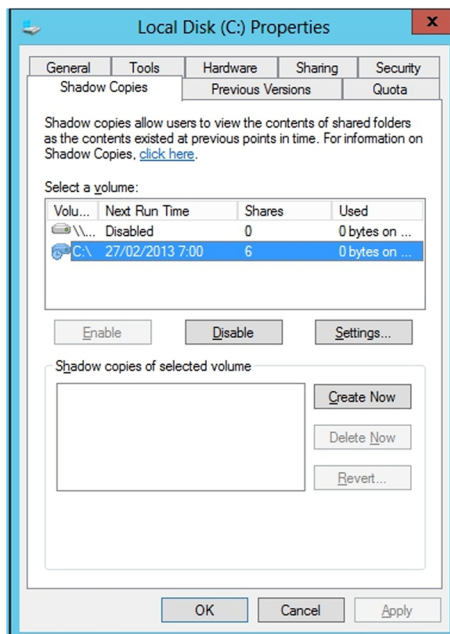 Local Disk (C:) Properties
x
General Tools Hardware Sharing Security
Shadow Copies Previous Versions Quota
Shadow copies allow users to view the contents of shared folders
as the contents existed at previous points in time. For information on
Shadow Copies, click here.
Select a volume:
Volu... Next Run Time Shares Used
\\... Disabled 0 0 bytes on ...
C:\ 27/02/2013 7:00 6 0 bytes on ...
Enable Disable Settings...
Shadow copies of selected volume
Create Now
Delete Now
Revert...
OK Cancel Apply